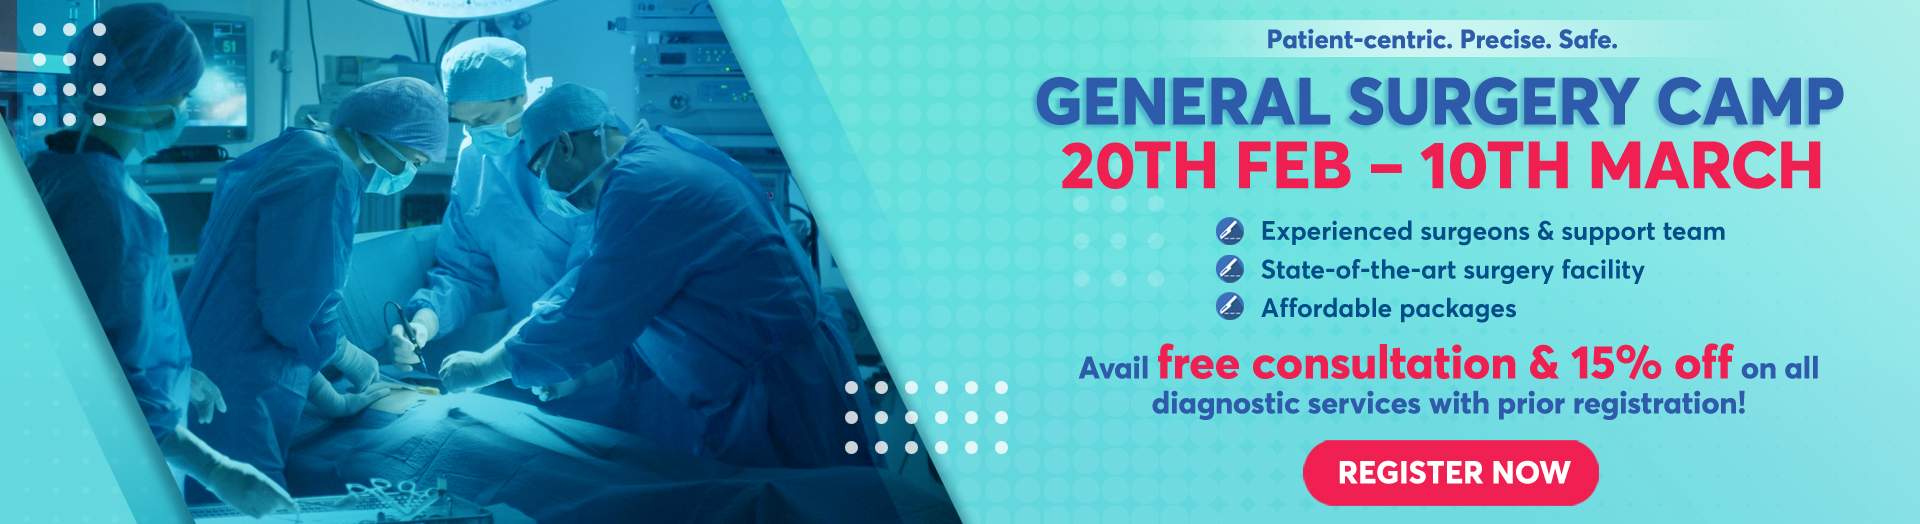 51
Patient-centric. Precise. Safe.
GENERAL SURGERY CAMP
20TH FEB – 10TH MARCH
Experienced surgeons & support team
State-of-the-art surgery facility
Affordable packages
Avail free consultation & 15% off on all
diagnostic services with prior registration!
REGISTER NOW